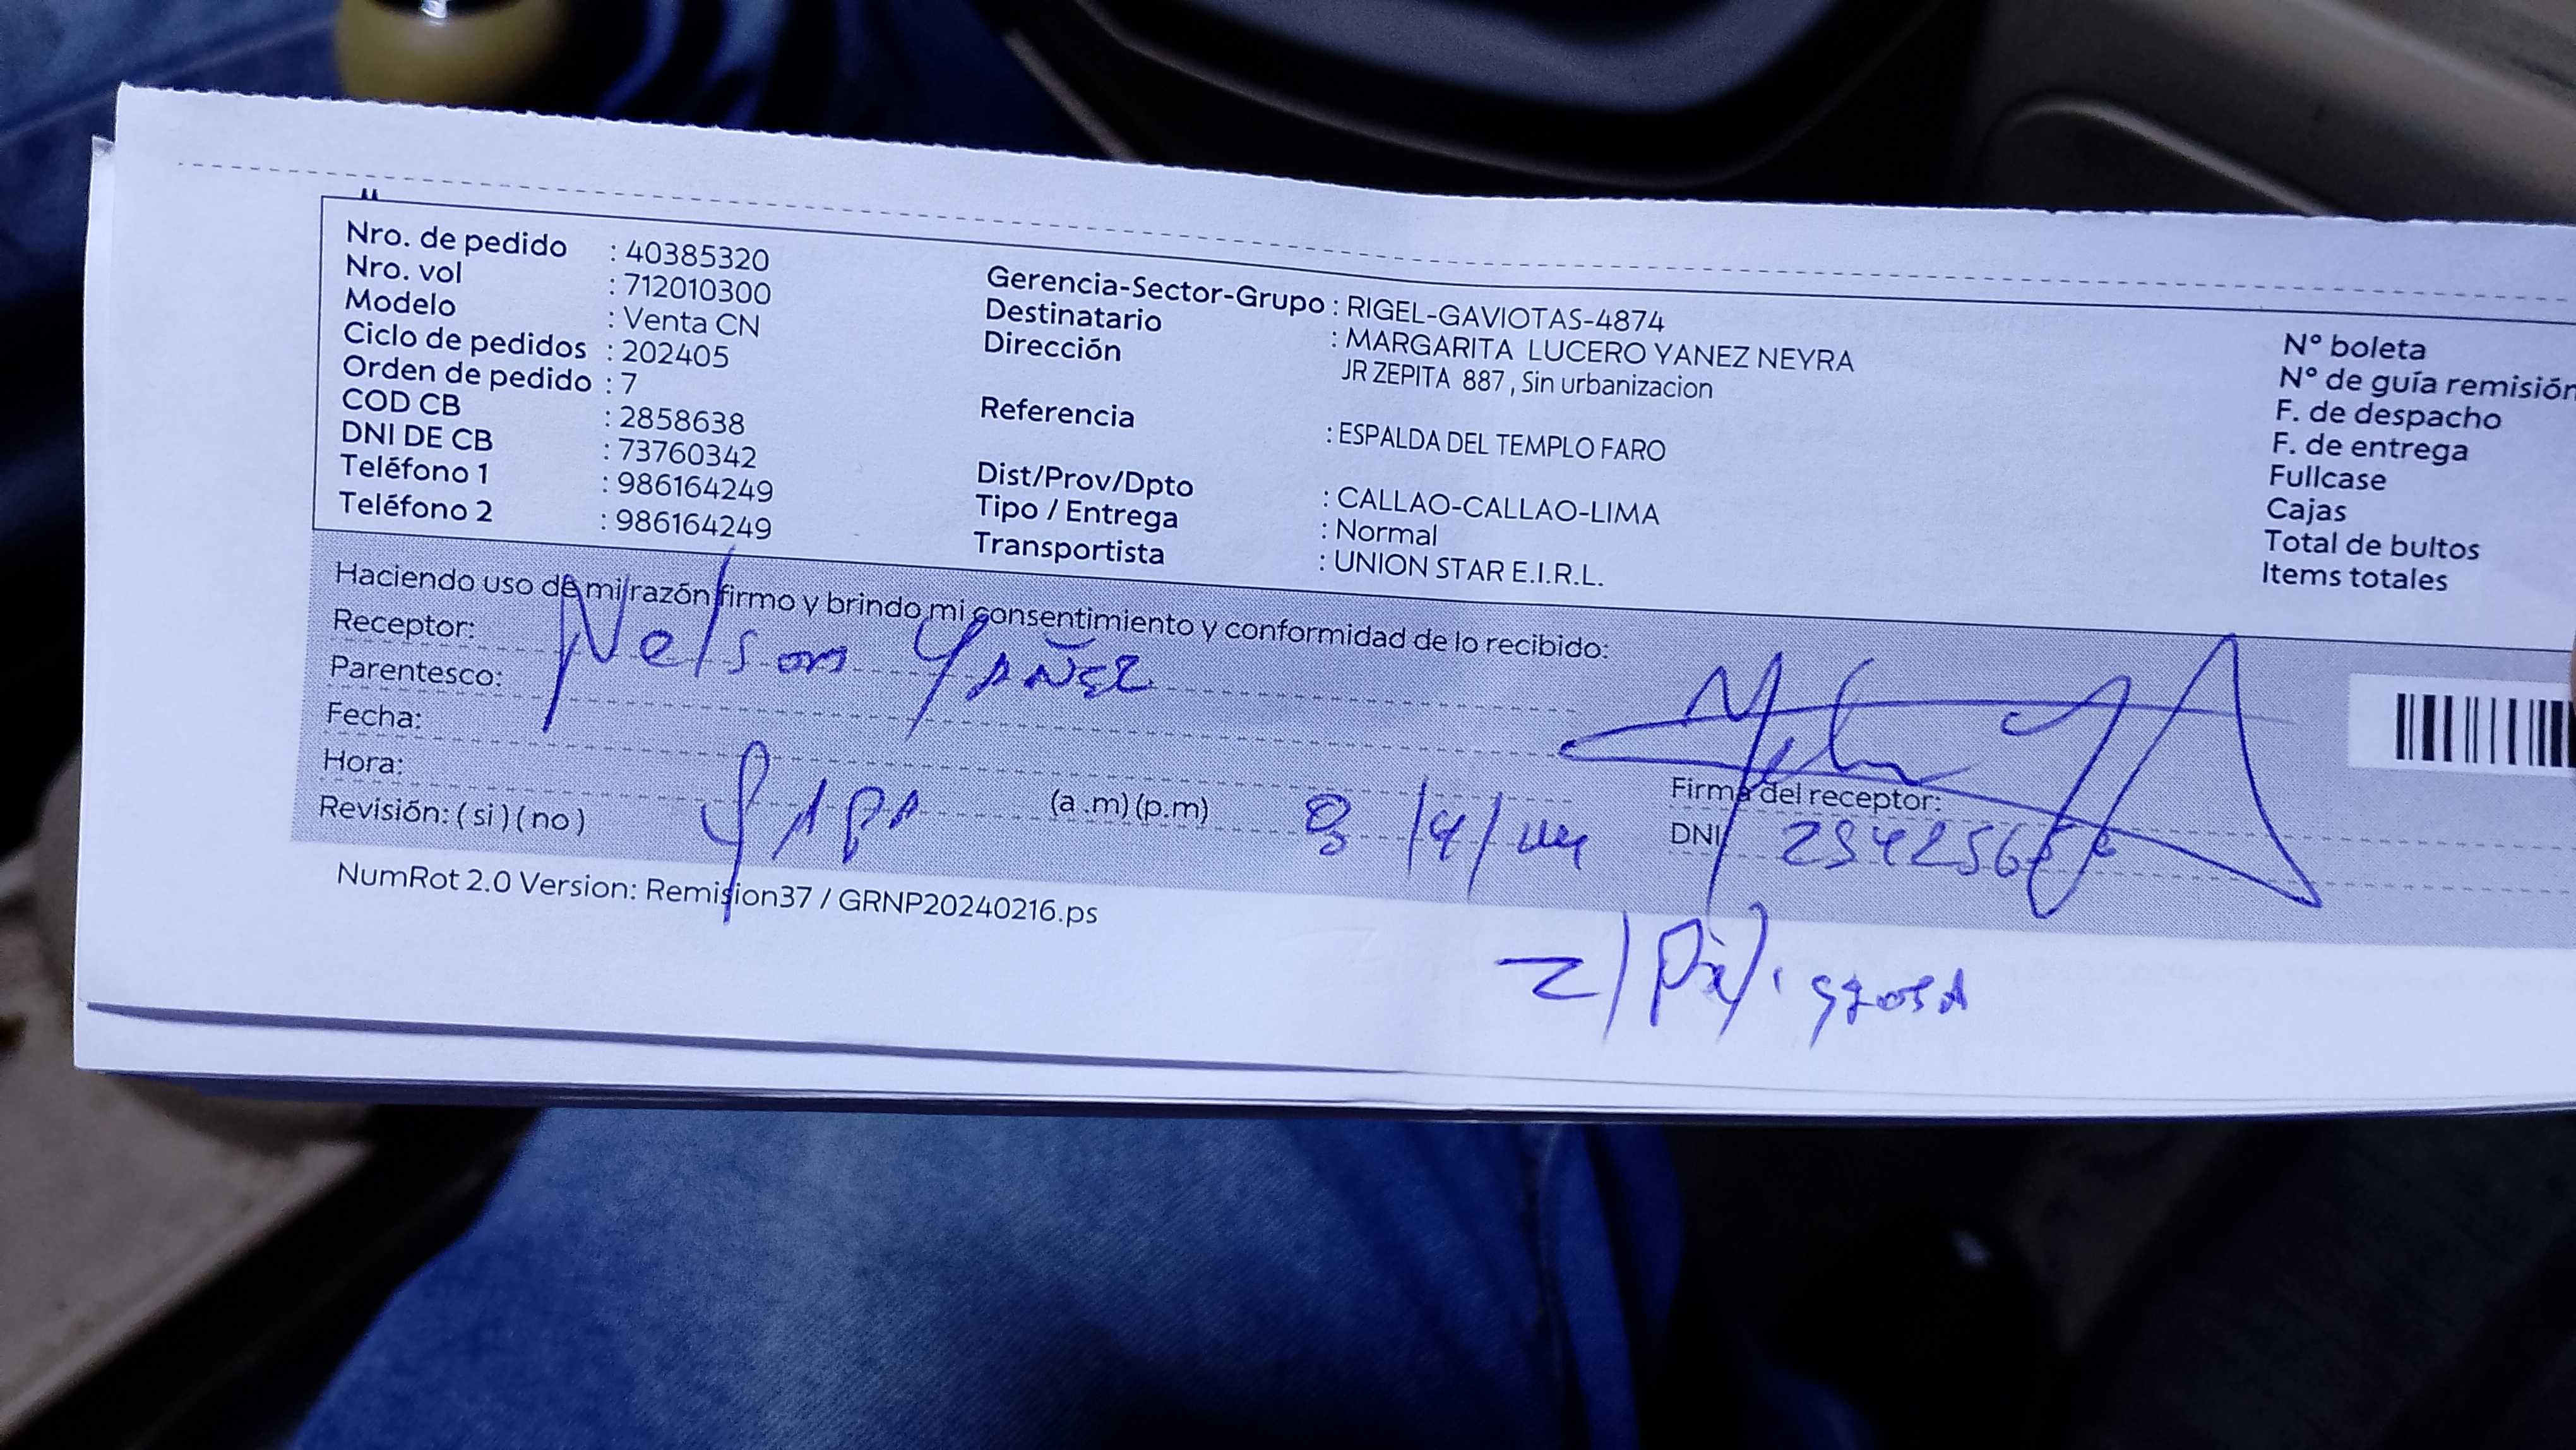 Nro. de pedido : 40385320
Nro. vol : 712010300
Modelo : Venta CN
Ciclo de pedidos : 202405
Orden de pedido : 7
COD CB : 2858638
DNI DE CB : 73760342
Teléfono 1 : 986164249
Teléfono 2 : 986164249
Gerencia-Sector-Grupo : RIGEL-GAVIOTAS-4874
Destinatario : MARGARITA LUCERO YANEZ NEYRA
Dirección JR ZEPITA 887 , Sin urbanizacion
Referencia : ESPALDA DEL TEMPLO FARO
Dist/Prov/Dpto : CALLAO-CALLAO-LIMA
Tipo / Entrega : Normal
Transportista : UNION STAR E.I.R.L.
N° boleta
N° de guía remisión
F. de despacho
F. de entrega
Fullcase
Cajas
Total de bultos
Items totales
Haciendo uso de mi razón firmo y brindo mi consentimiento y conformidad de lo recibido:
Receptor: Nelson YAÑEZ
Parentesco:
Fecha:
Hora: (a .m) (p.m)
Revisión: ( si ) ( no )
Firma del receptor:
DNI
NumRot 2.0 Version: Remision37 / GRNP20240216.ps